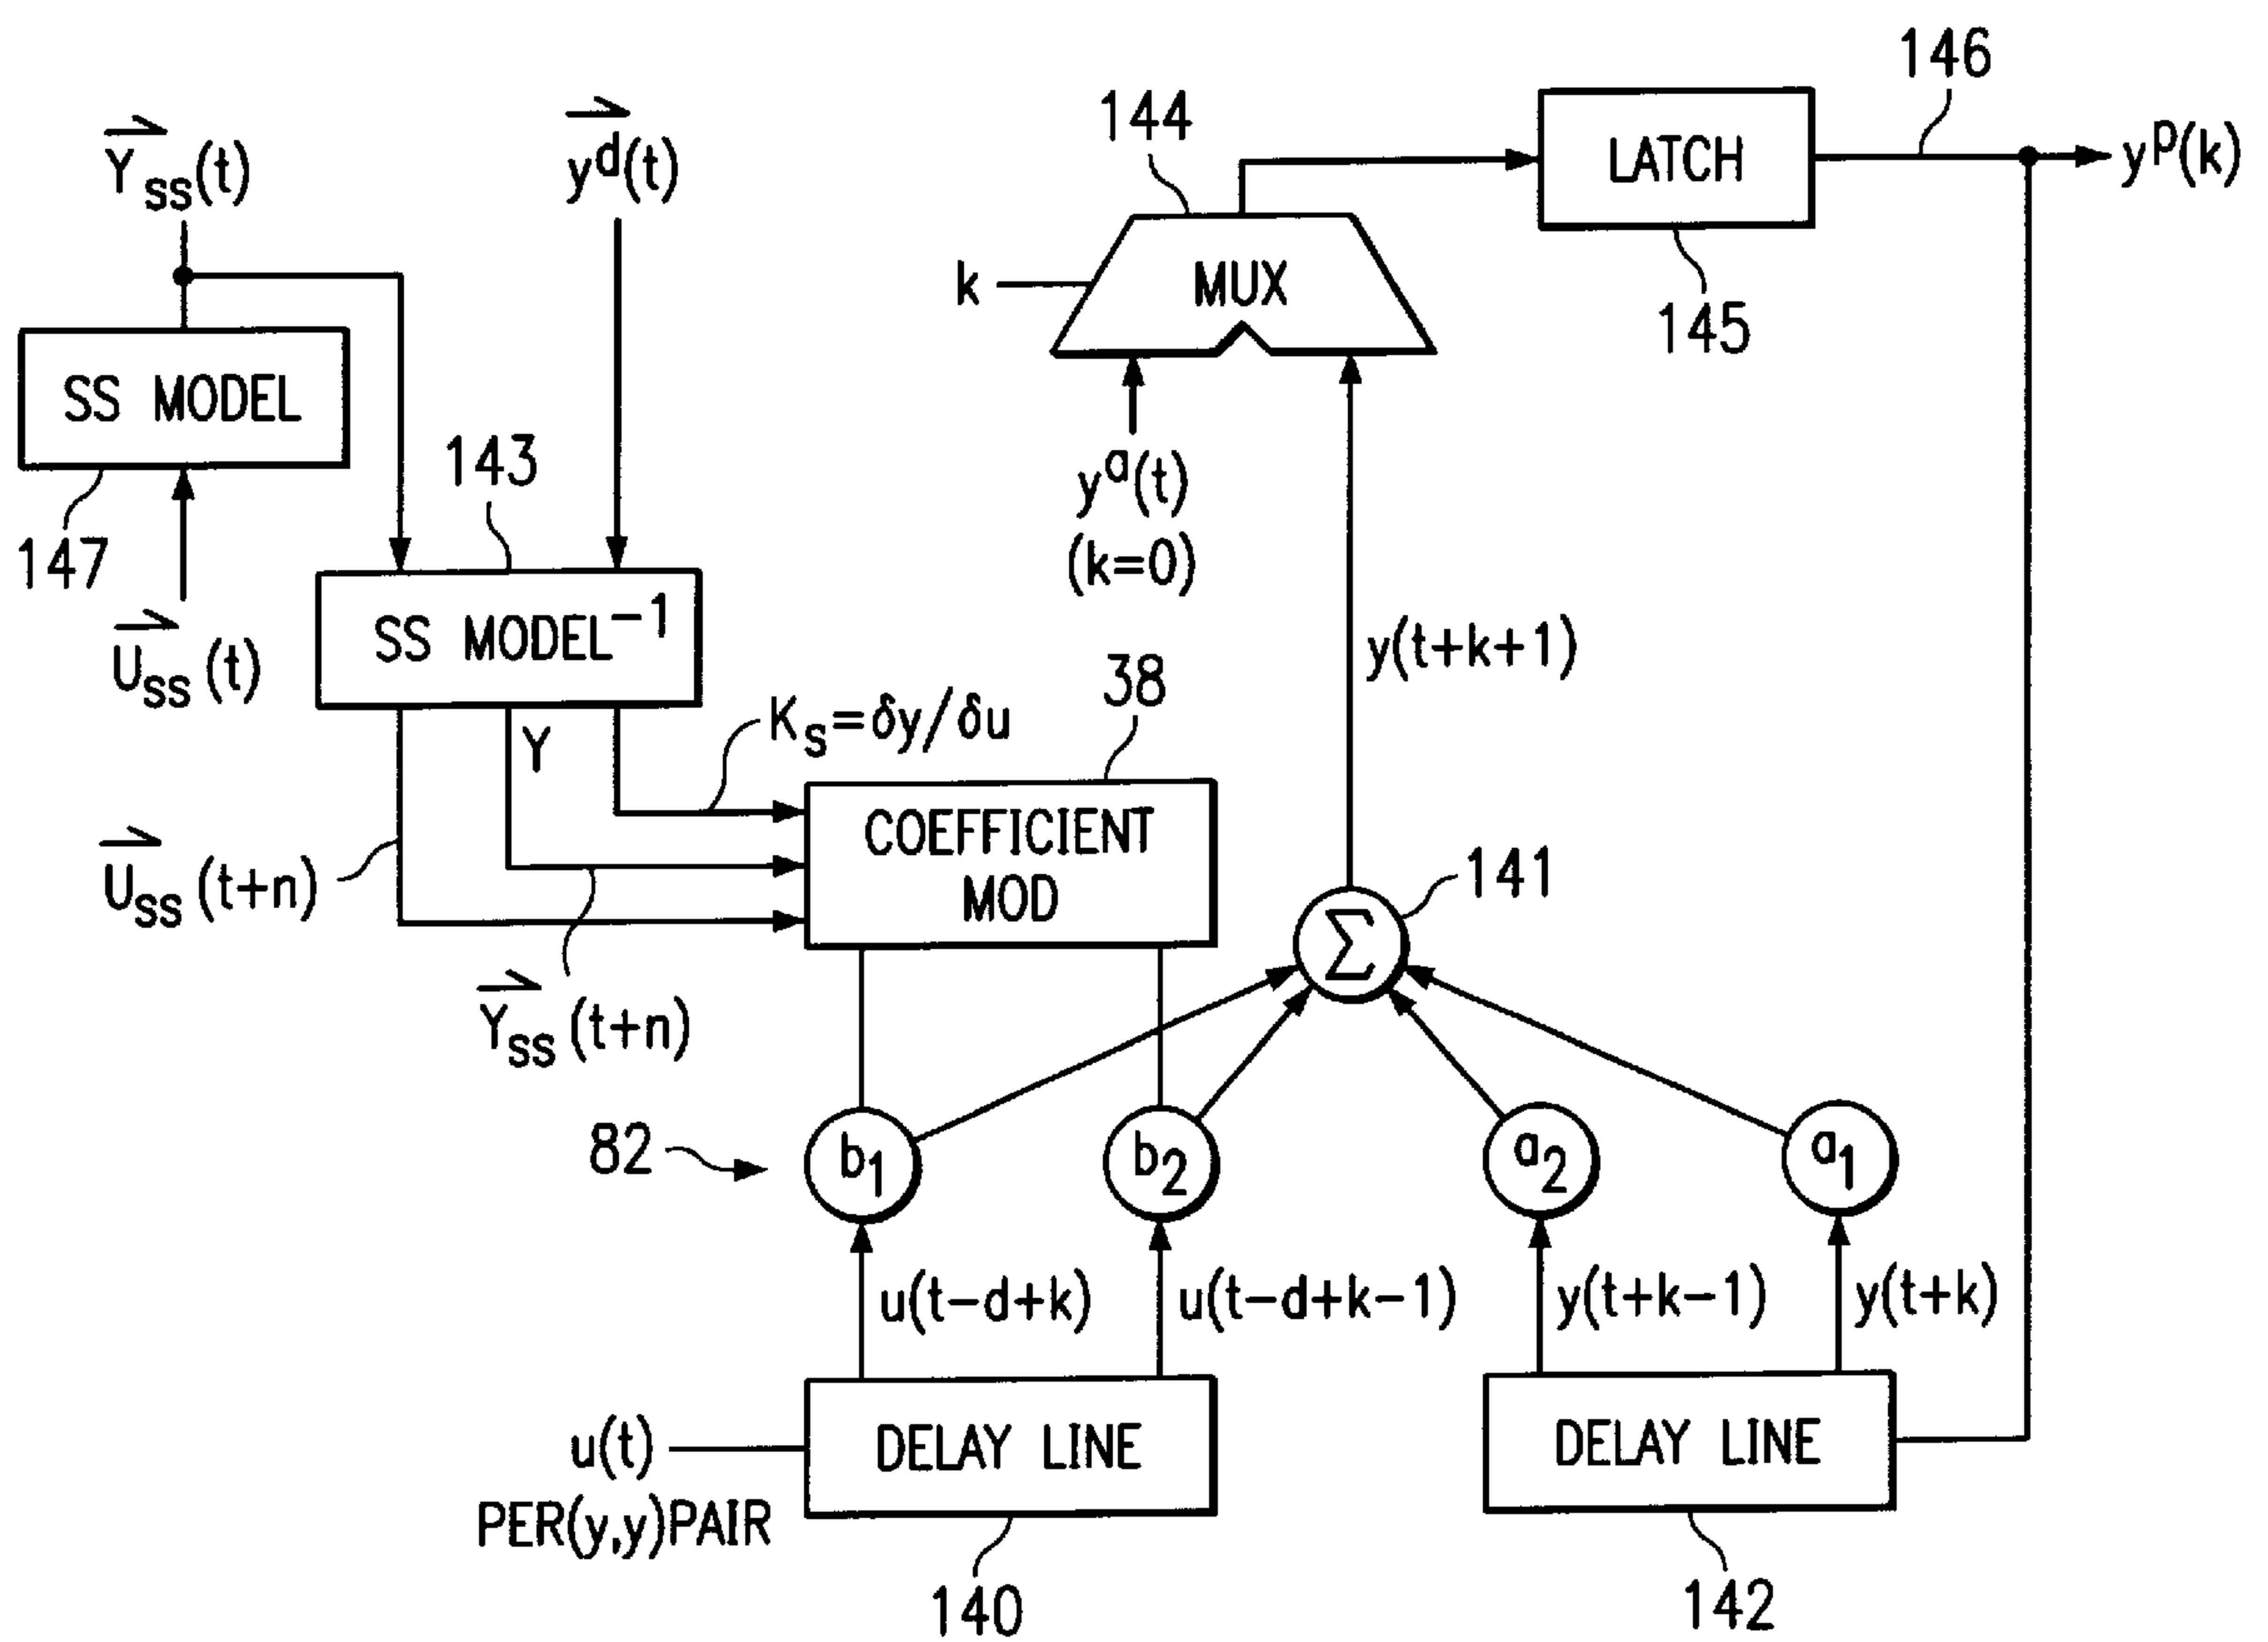 146
144
Y⃗ss(t)
y⃗ᵈ(t)
LATCH
yᵖ(k)
k
MUX
145
SS MODEL
143
yᵃ(t)
(k=0)
147
U⃗ss(t)
SS MODEL⁻¹
y(t+k+1)
38
Kₛ=δy/δu
Y
COEFFICIENT
MOD
U⃗ss(t+n)
141
Σ
Y⃗ss(t+n)
82
b₁
b₂
a₂
a₁
u(t-d+k)
u(t-d+k-1)
y(t+k-1)
y(t+k)
u(t)
PER(y,y)PAIR
DELAY LINE
DELAY LINE
140
142